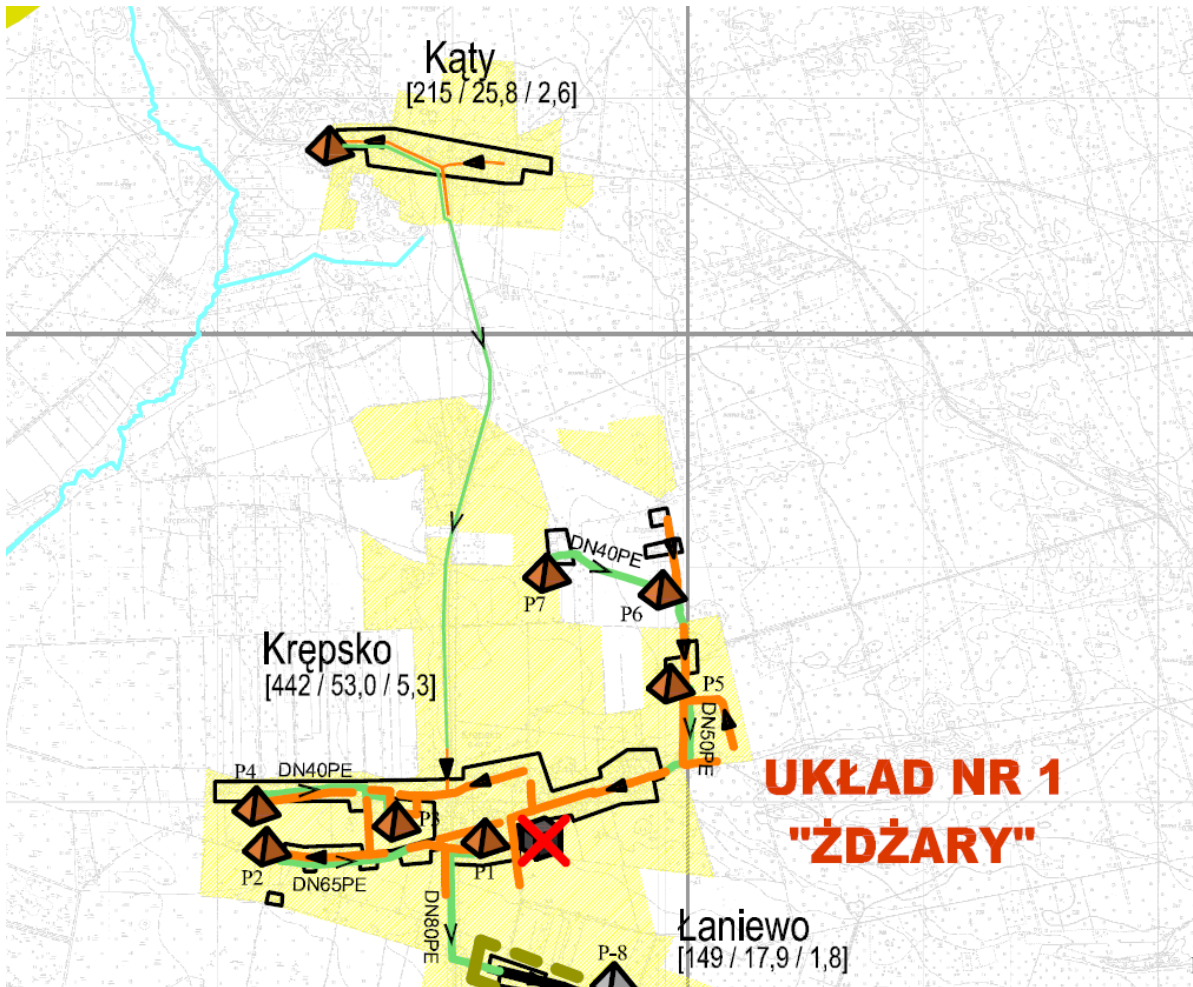 Kąty
[215 / 25,8 / 2,6]
DN40PE
P7
P6
Krępsko
[442 / 53,0 / 5,3]
P5
DN50PE
P4
DN40PE
UKŁAD NR 1
"ŻDŻARY"
P3
P2
P1
DN65PE
DN80PE
Łaniewo
[149 / 17,9 / 1,8]
P-8